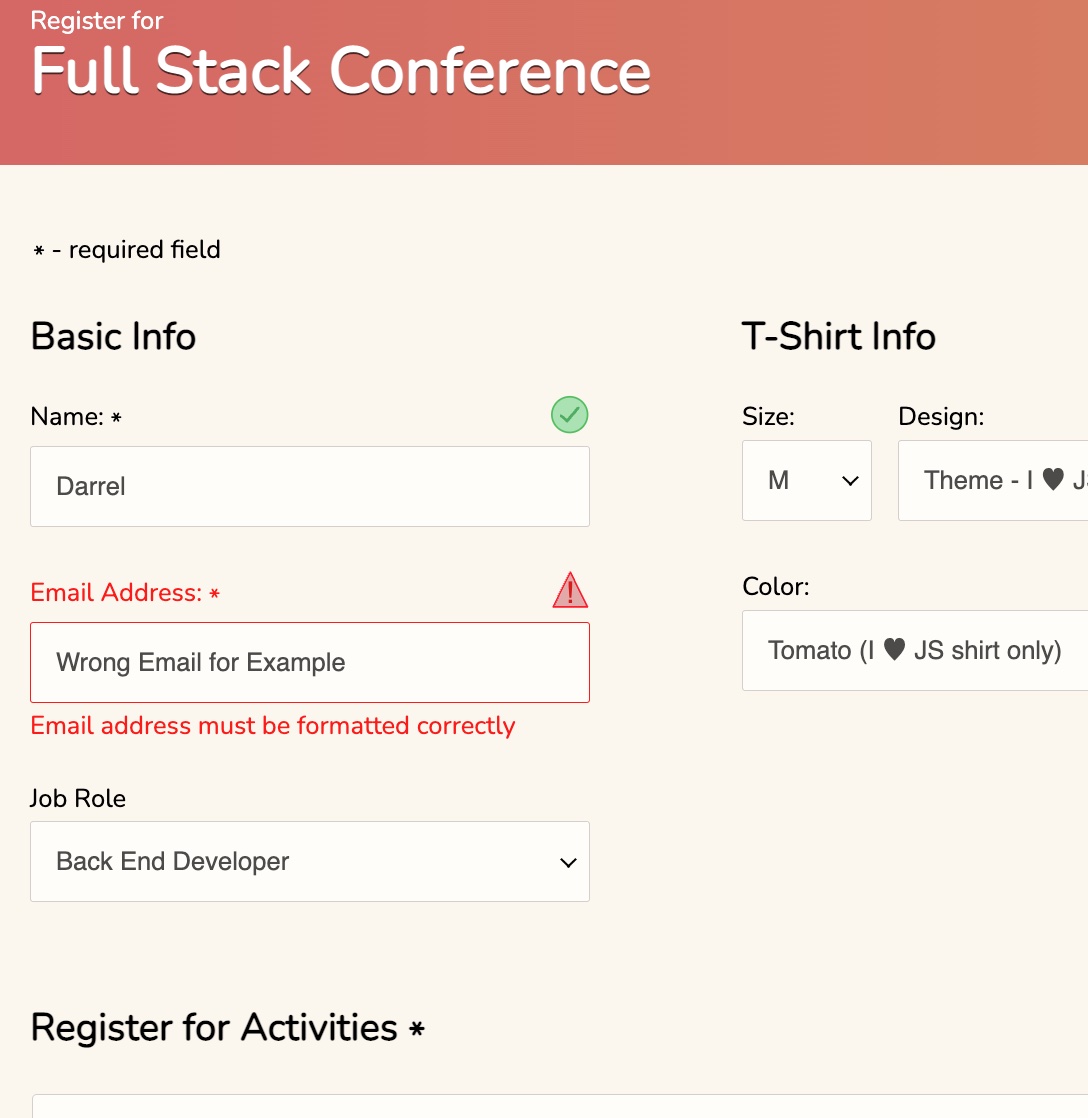 Register for
Full Stack Conference
* - required field
Basic Info
Name: *
Darrel
Email Address: *
Wrong Email for Example
Email address must be formatted correctly
Job Role
Back End Developer
T-Shirt Info
Size:
M
Design:
Theme - I ♥
Color:
Tomato (I ♥ JS shirt only)
Register for Activities *